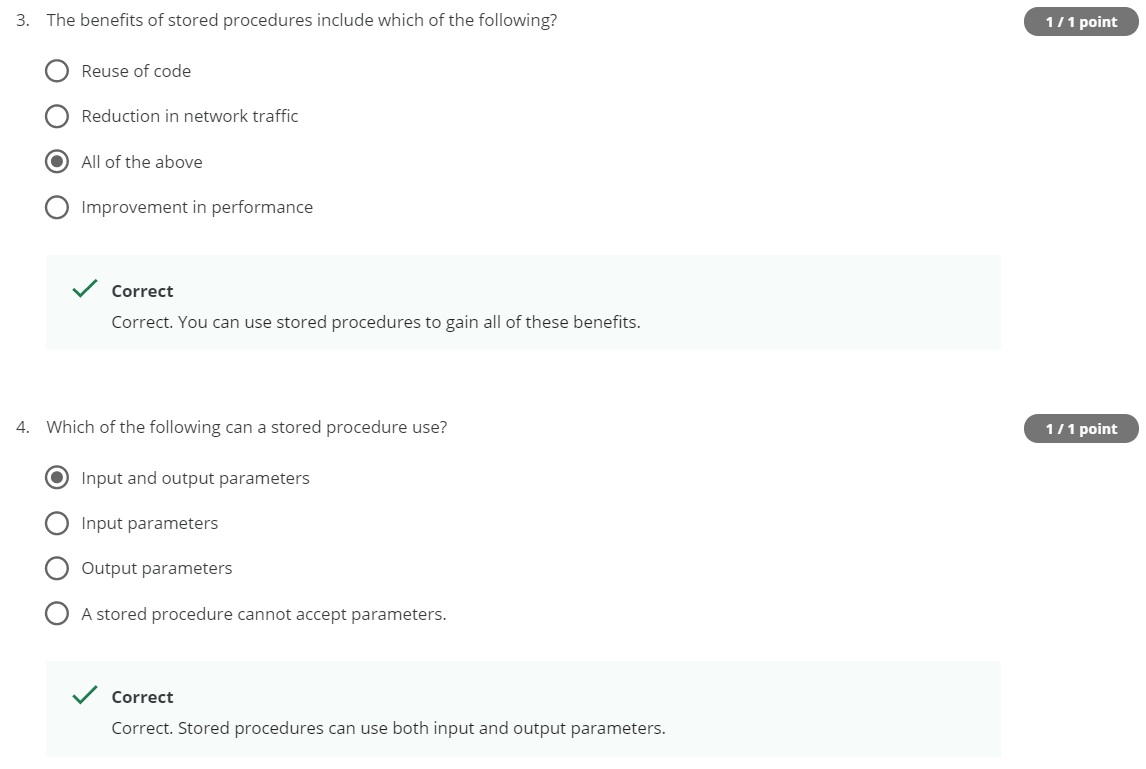 3. The benefits of stored procedures include which of the following?
1 / 1 point
Reuse of code
Reduction in network traffic
All of the above
Improvement in performance
Correct
Correct. You can use stored procedures to gain all of these benefits.
4. Which of the following can a stored procedure use?
1 / 1 point
Input and output parameters
Input parameters
Output parameters
A stored procedure cannot accept parameters.
Correct
Correct. Stored procedures can use both input and output parameters.